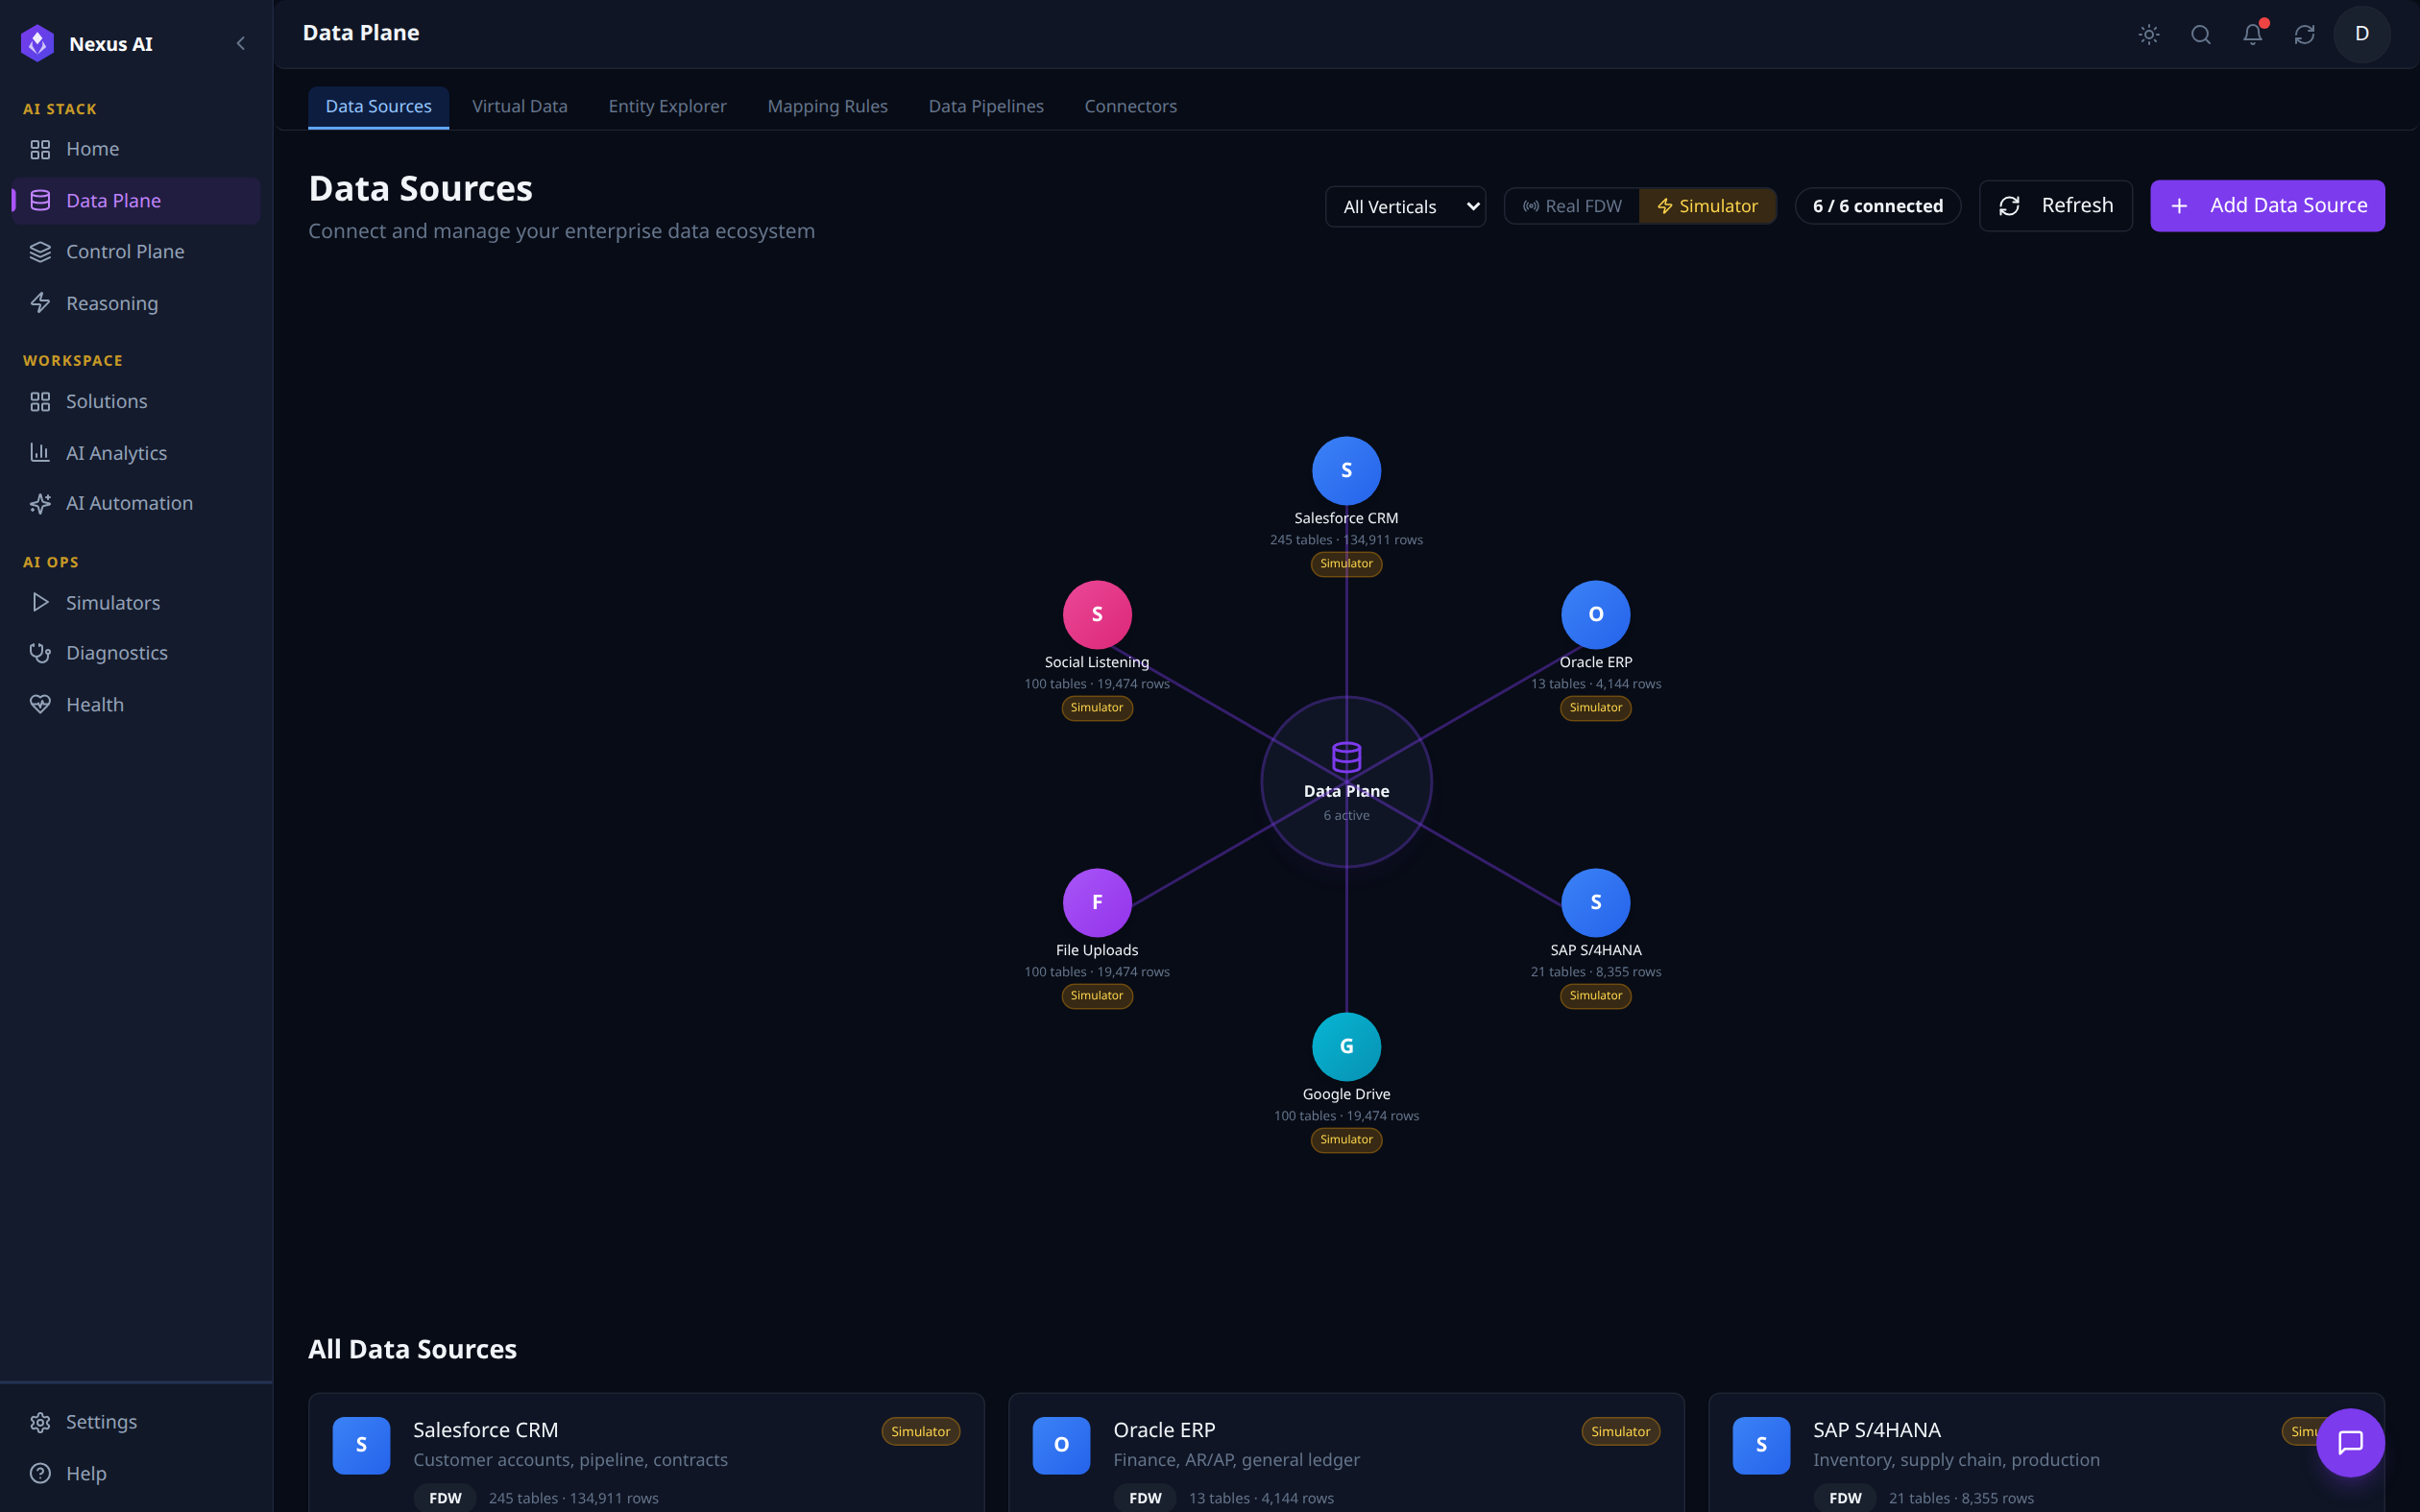 Nexus AI
AI STACK
Home
Data Plane
Control Plane
Reasoning
WORKSPACE
Solutions
AI Analytics
AI Automation
AI OPS
Simulators
Diagnostics
Health
Settings
Help
Data Plane
D
Data Sources
Virtual Data
Entity Explorer
Mapping Rules
Data Pipelines
Connectors
Data Sources
Connect and manage your enterprise data ecosystem
All Verticals
Real FDW
Simulator
6 / 6 connected
Refresh
Add Data Source
S
Salesforce CRM
245 tables · 134,911 rows
Simulator
S
Social Listening
100 tables · 19,474 rows
Simulator
O
Oracle ERP
13 tables · 4,144 rows
Simulator
Data Plane
6 active
F
File Uploads
100 tables · 19,474 rows
Simulator
S
SAP S/4HANA
21 tables · 8,355 rows
Simulator
G
Google Drive
100 tables · 19,474 rows
Simulator
All Data Sources
S
Salesforce CRM
Simulator
Customer accounts, pipeline, contracts
FDW
245 tables · 134,911 rows
O
Oracle ERP
Simulator
Finance, AR/AP, general ledger
FDW
13 tables · 4,144 rows
S
SAP S/4HANA
Inventory, supply chain, production
FDW
21 tables · 8,355 rows